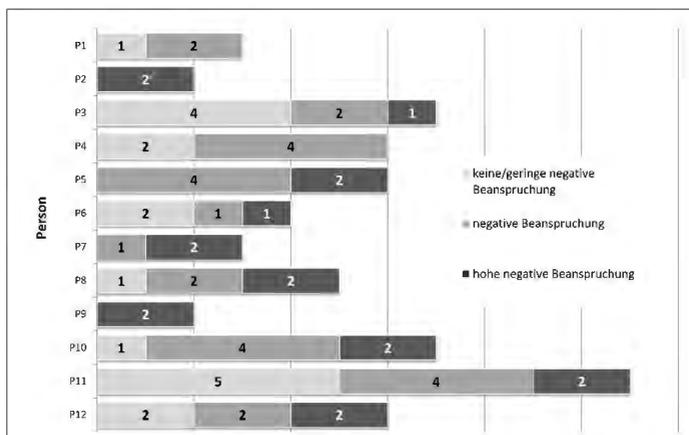 P1 1 2
P2 2
P3 4 2 1
P4 2 4
P5 4 2
P6 2 1 1
P7 1 2
P8 1 2 2
P9 2
P10 1 4 2
P11 5 4 2
P12 2 2 2
Person
keine/geringe negative
Beanspruchung
negative Beanspruchung
hohe negative Beanspruchung